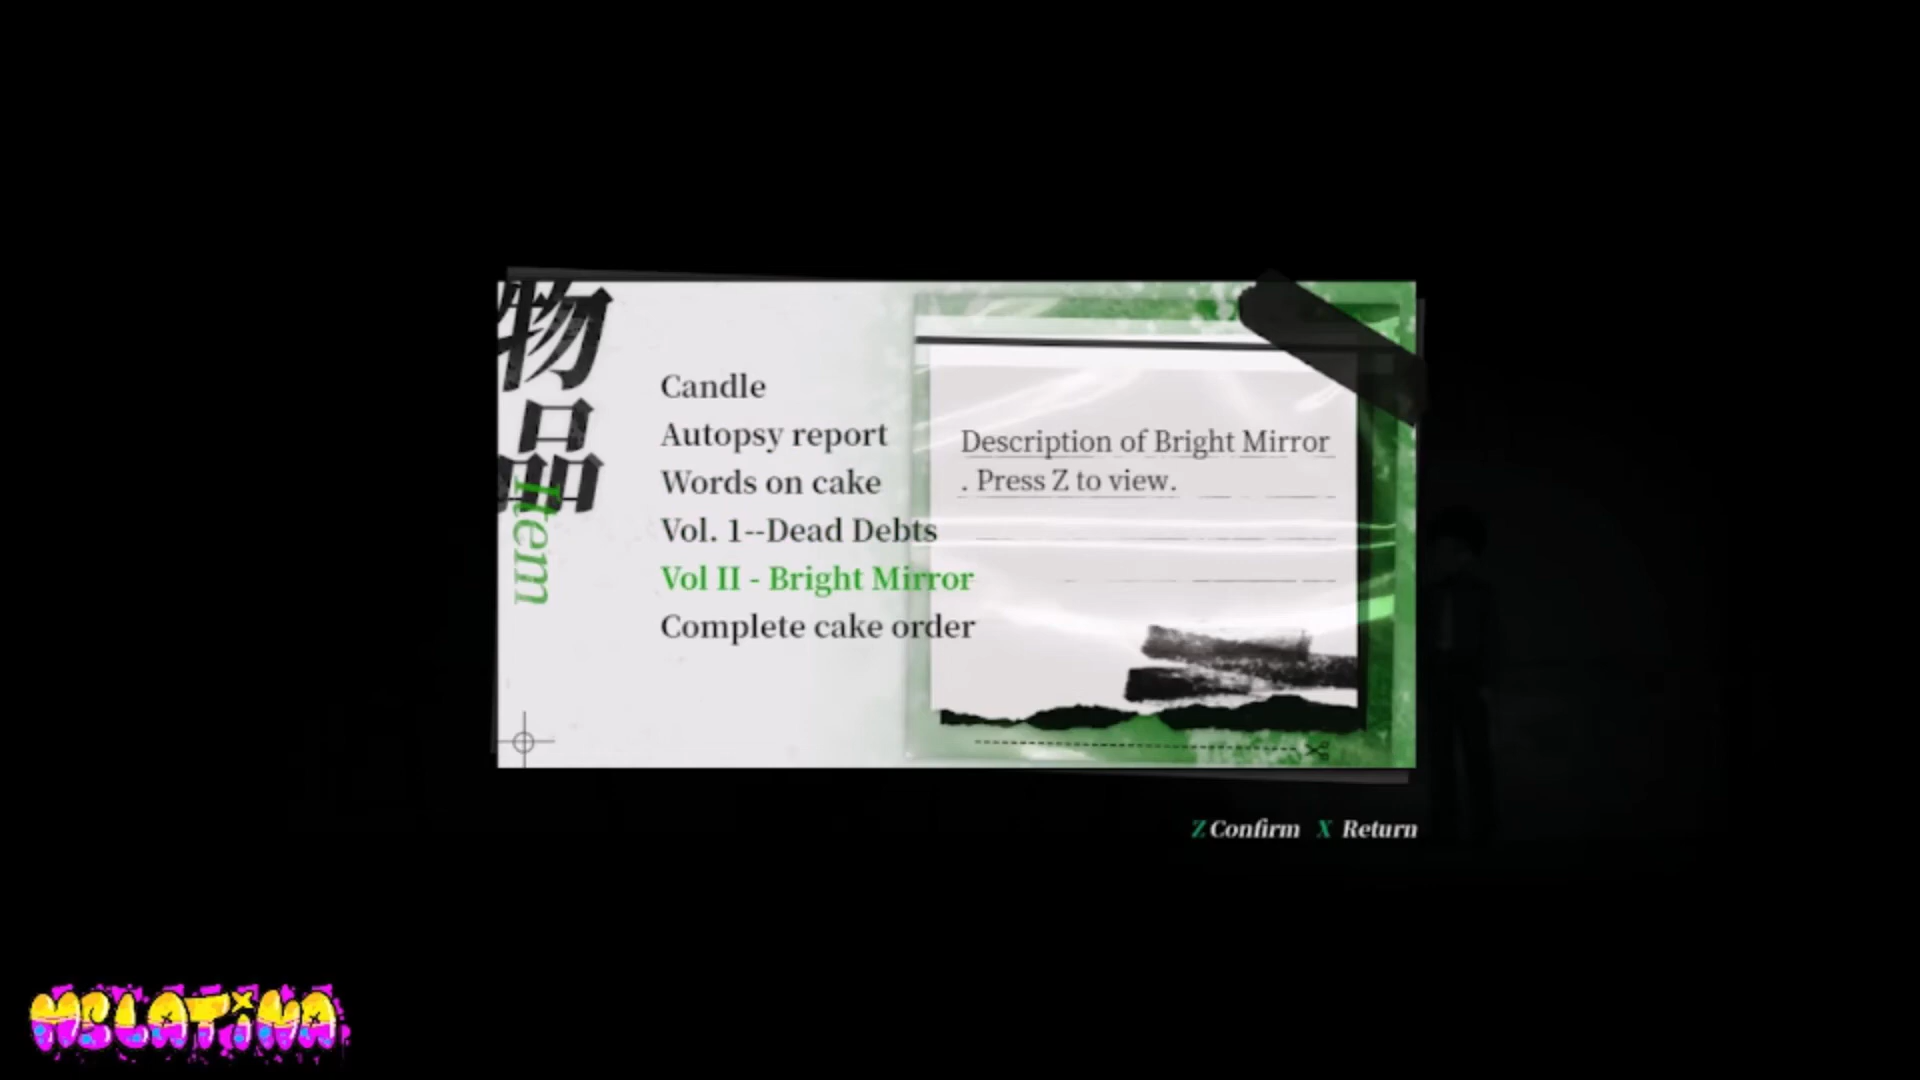 物品
Item
Candle
Autopsy report
Words on cake
Vol. 1--Dead Debts
Vol II - Bright Mirror
Complete cake order
Description of Bright Mirror
. Press Z to view.
Z Confirm X Return
MELATiNA